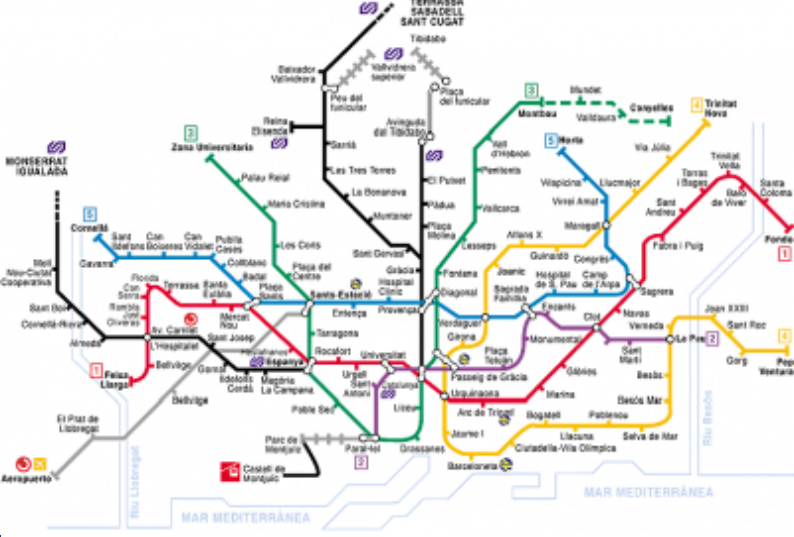 TERRASSA
SABADELL
SANT CUGAT
Tibidabo
Baixador
Vallvidrera
Vallvidrera
superior
Peu del
funicular
Plaça
del funicular
Avinguda
del Tibidabo
Reina
Elisenda
Sarrià
Les Tres Torres
La Bonanova
Muntaner
Sant Gervasi
Gràcia
El Putxet
Pàdua
Plaça
Molina
3
Zona Universitaria
Palau Reial
Maria Cristina
Les Corts
Plaça del
Centre
Sants-Estació
Tarragona
3
Montbau
Mundet
Valldaura
Canyelles
Vall
d'Hebron
Penitents
Vallcarca
Lesseps
Fontana
Diagonal
5
Horta
Vilapicina
Virrei Amat
Maragall
Congrés
4
Trinitat
Nova
Via Júlia
Llucmajor
Alfons X
Guinardó
Joanic
Verdaguer
Girona
Trinitat
Vella
Torras
i Bages
Baró
de Viver
Santa
Coloma
Sant
Andreu
Fabra i Puig
Fondo
1
Sagrera
Hospital
de S. Pau
Camp
de l'Arpa
Sagrada
Família
Encants
Monumental
Clot
Navas
Verneda
La Pau
2
Sant
Martí
Joan XXIII
Sant Roc
Gorg
4
Pep
Ventura
Besòs
Besòs Mar
MONSERRAT
IGUALADA
5
Cornellà
Gavarra
Sant
Ildefons
Can
Boixeres
Can
Vidalet
Pubilla
Cases
Collblanc
Badal
Plaça
Sants
Molí
Nou-Ciutat
Cooperativa
Sant Boi
Cornellà-Riera
Almeda
Florida
Can
Serra
Rambla
Just
Oliveras
Torrassa
Santa
Eulàlia
Mercat
Nou
Av. Carrilet
L'Hospitalet
Sant Josep
Bellvitge
Gornal
Ildefons
Cerdà
Magòria
La Campana
Espanya
Rocafort
Urgell
Universitat
Sant
Antoni
Catalunya
Passeig de Gràcia
Urquinaona
Plaça
Tetuán
Entença
Hospital
Clínic
Provença
Arc de Triomf
Marina
Glòries
1
Feixa
Llarga
Bellvitge
El Prat de
Llobregat
Aeropuerto
Poble Sec
Paral·lel
2
Liceu
Drassanes
Parc de
Montjuïc
Castell de
Montjuïc
Jaume I
Barceloneta
Ciutadella-Vila Olímpica
Bogatell
Llacuna
Poblenou
Selva de Mar
Riu Llobregat
Riu Besòs
MAR MEDITERRÀNEA
MAR MEDITERRÀNEA